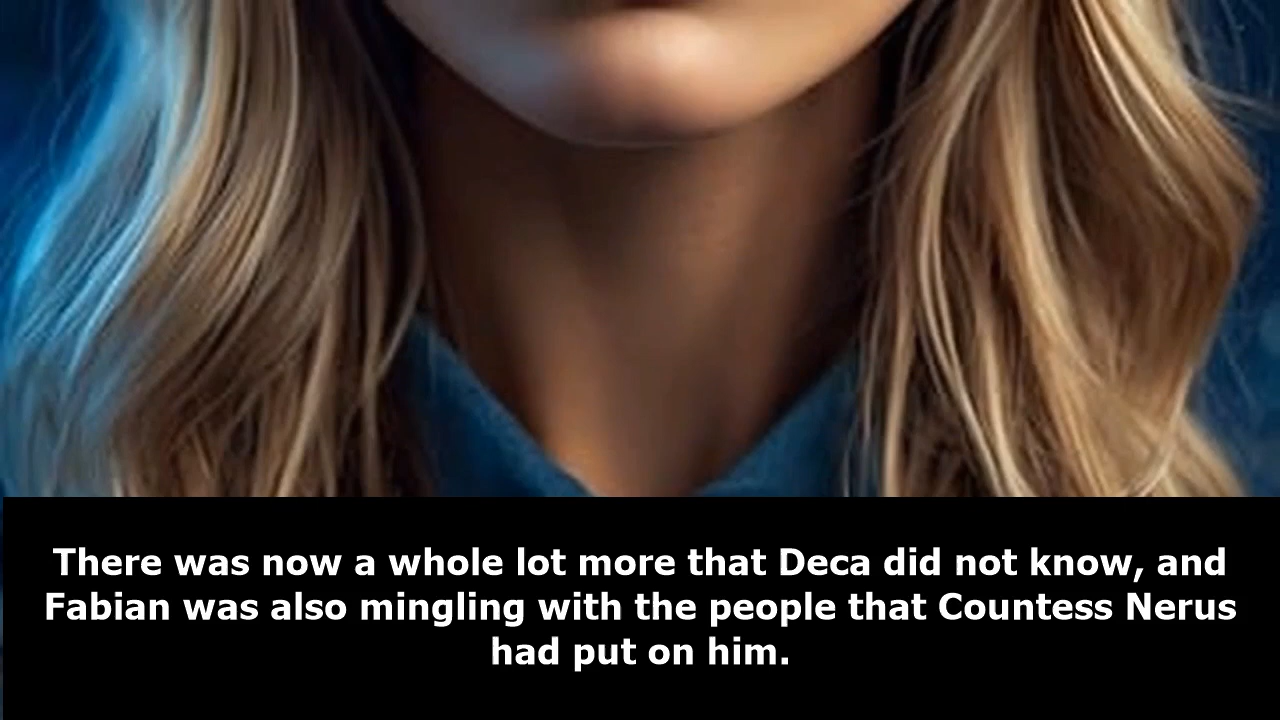 There was now a whole lot more that Deca did not know, and
Fabian was also mingling with the people that Countess Nerus
had put on him.